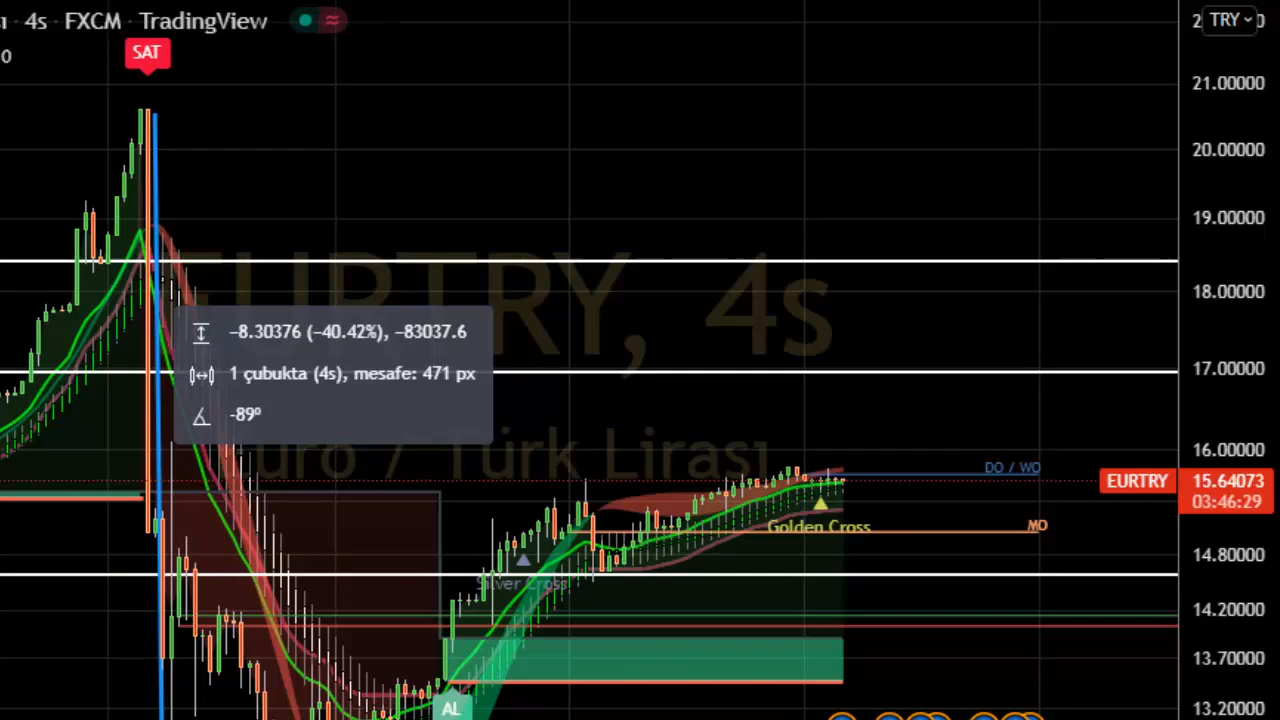 4s · FXCM · TradingView
TRY
0
SAT
21.00000
20.00000
19.00000
18.00000
EURTRY, 4s
−8.30376 (−40.42%), −83037.6
1 çubukta (4s), mesafe: 471 px
-89º
17.00000
Euro / Türk Lirası
16.00000
DO / WO
EURTRY
15.64073
03:46:29
Golden Cross
MO
14.80000
Silver Cross
14.20000
13.70000
AL
13.20000